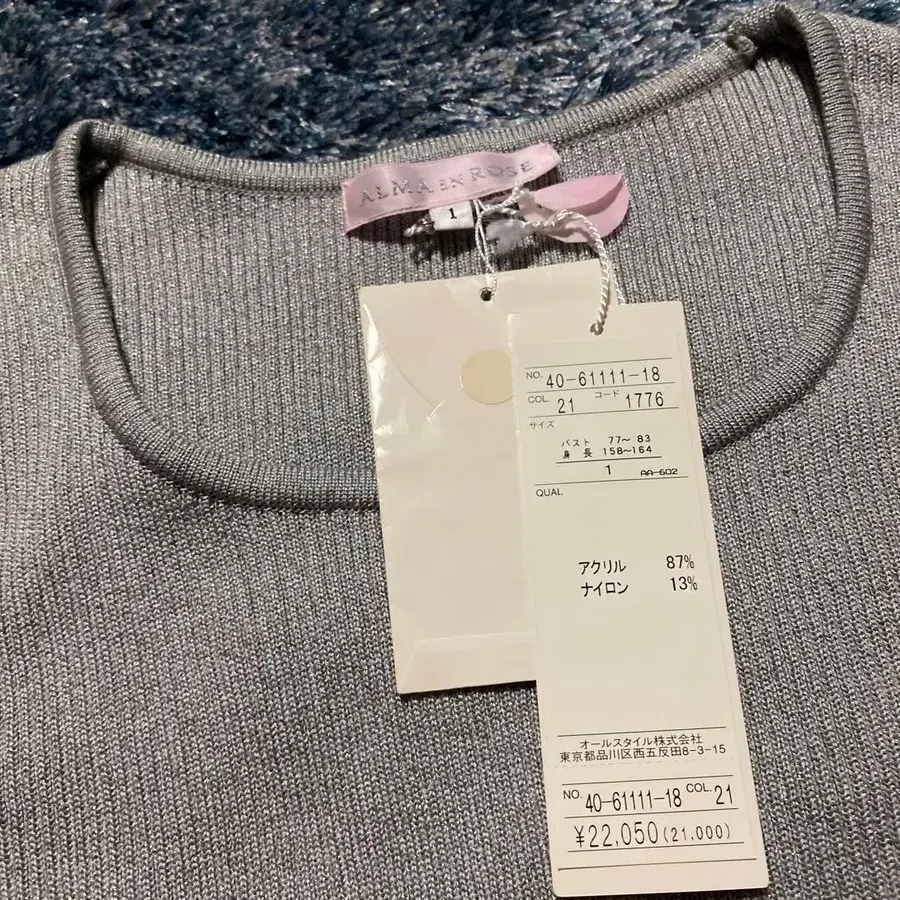 ALMA EN ROSE
1
NO. 40-61111-18
COL. 21 コード 1776
サイズ
バスト 77~ 83
身長 158~164
1 AA-602
QUAL.
アクリル 87%
ナイロン 13%
オールスタイル株式会社
東京都品川区西五反田8-3-15
NO. 40-61111-18 COL. 21
¥22,050(21,000)